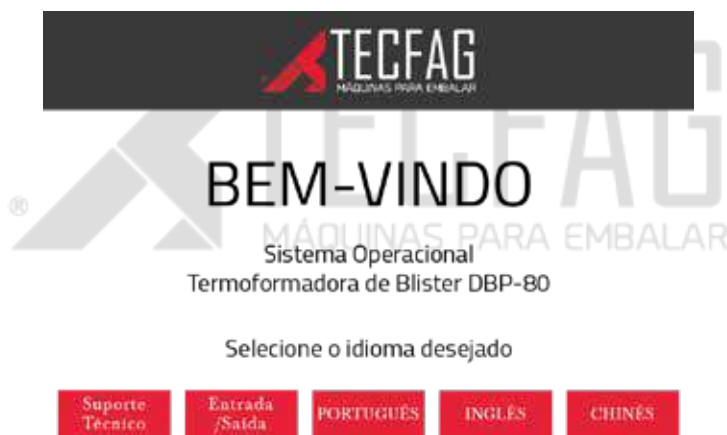 TECFAG
MÁQUINAS PARA EMBALAR
TECFAG
BEM-VINDO
®
MÁQUINAS PARA EMBALAR
Sistema Operacional
Termoformadora de Blister DBP-80
Selecione o idioma desejado
Suporte
Técnico
Entrada
/Saída
PORTUGUÊS
INGLÊS
CHINÊS